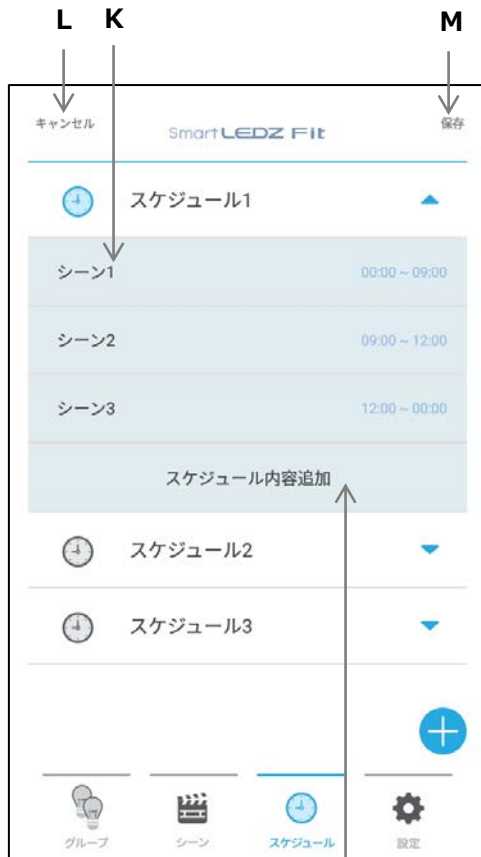 L K M
キャンセル SmartLEDZ Fit 保存
スケジュール1
シーン1 00:00 ~ 09:00
シーン2 09:00 ~ 12:00
シーン3 12:00 ~ 00:00
スケジュール内容追加
スケジュール2
スケジュール3
グループ シーン スケジュール 設定